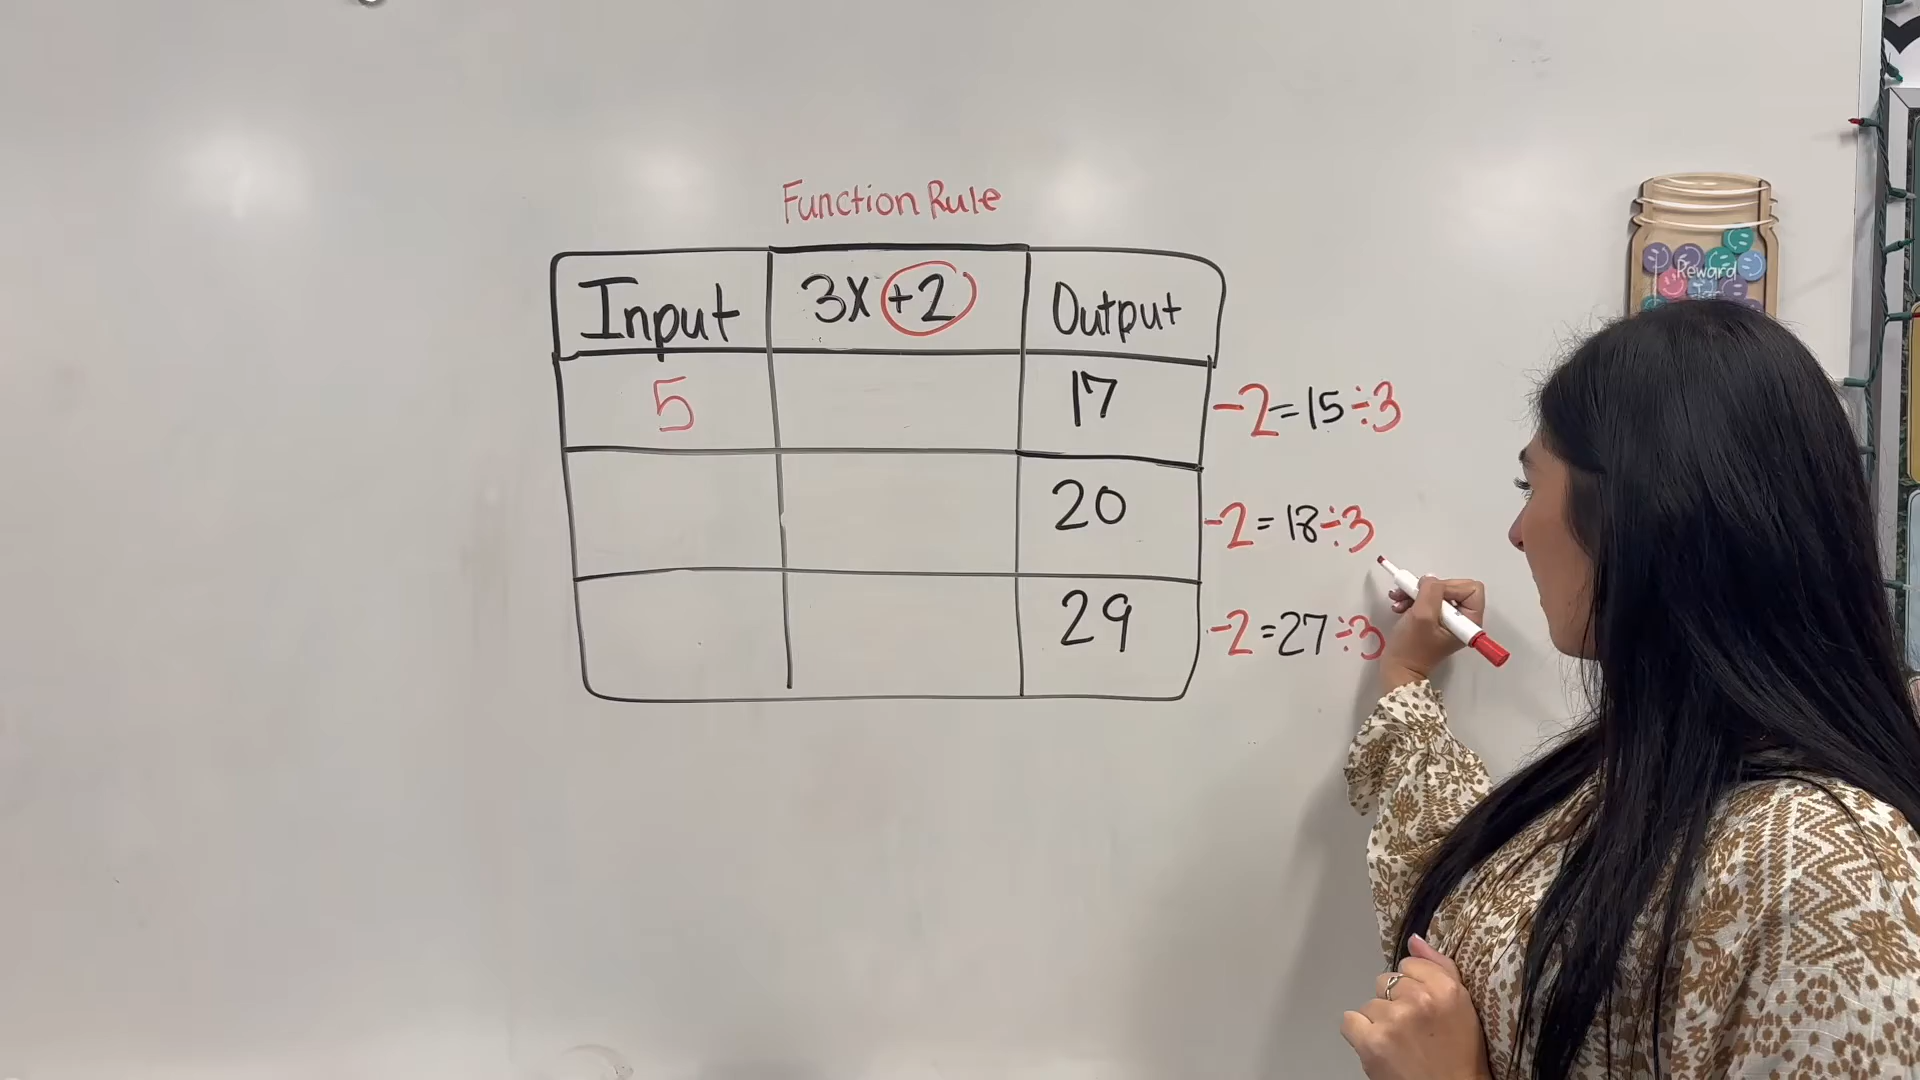 Function Rule
Input 3x +2 Output
5 17 -2=15÷3
20 -2=18÷3
29 -2=27÷3
Reward